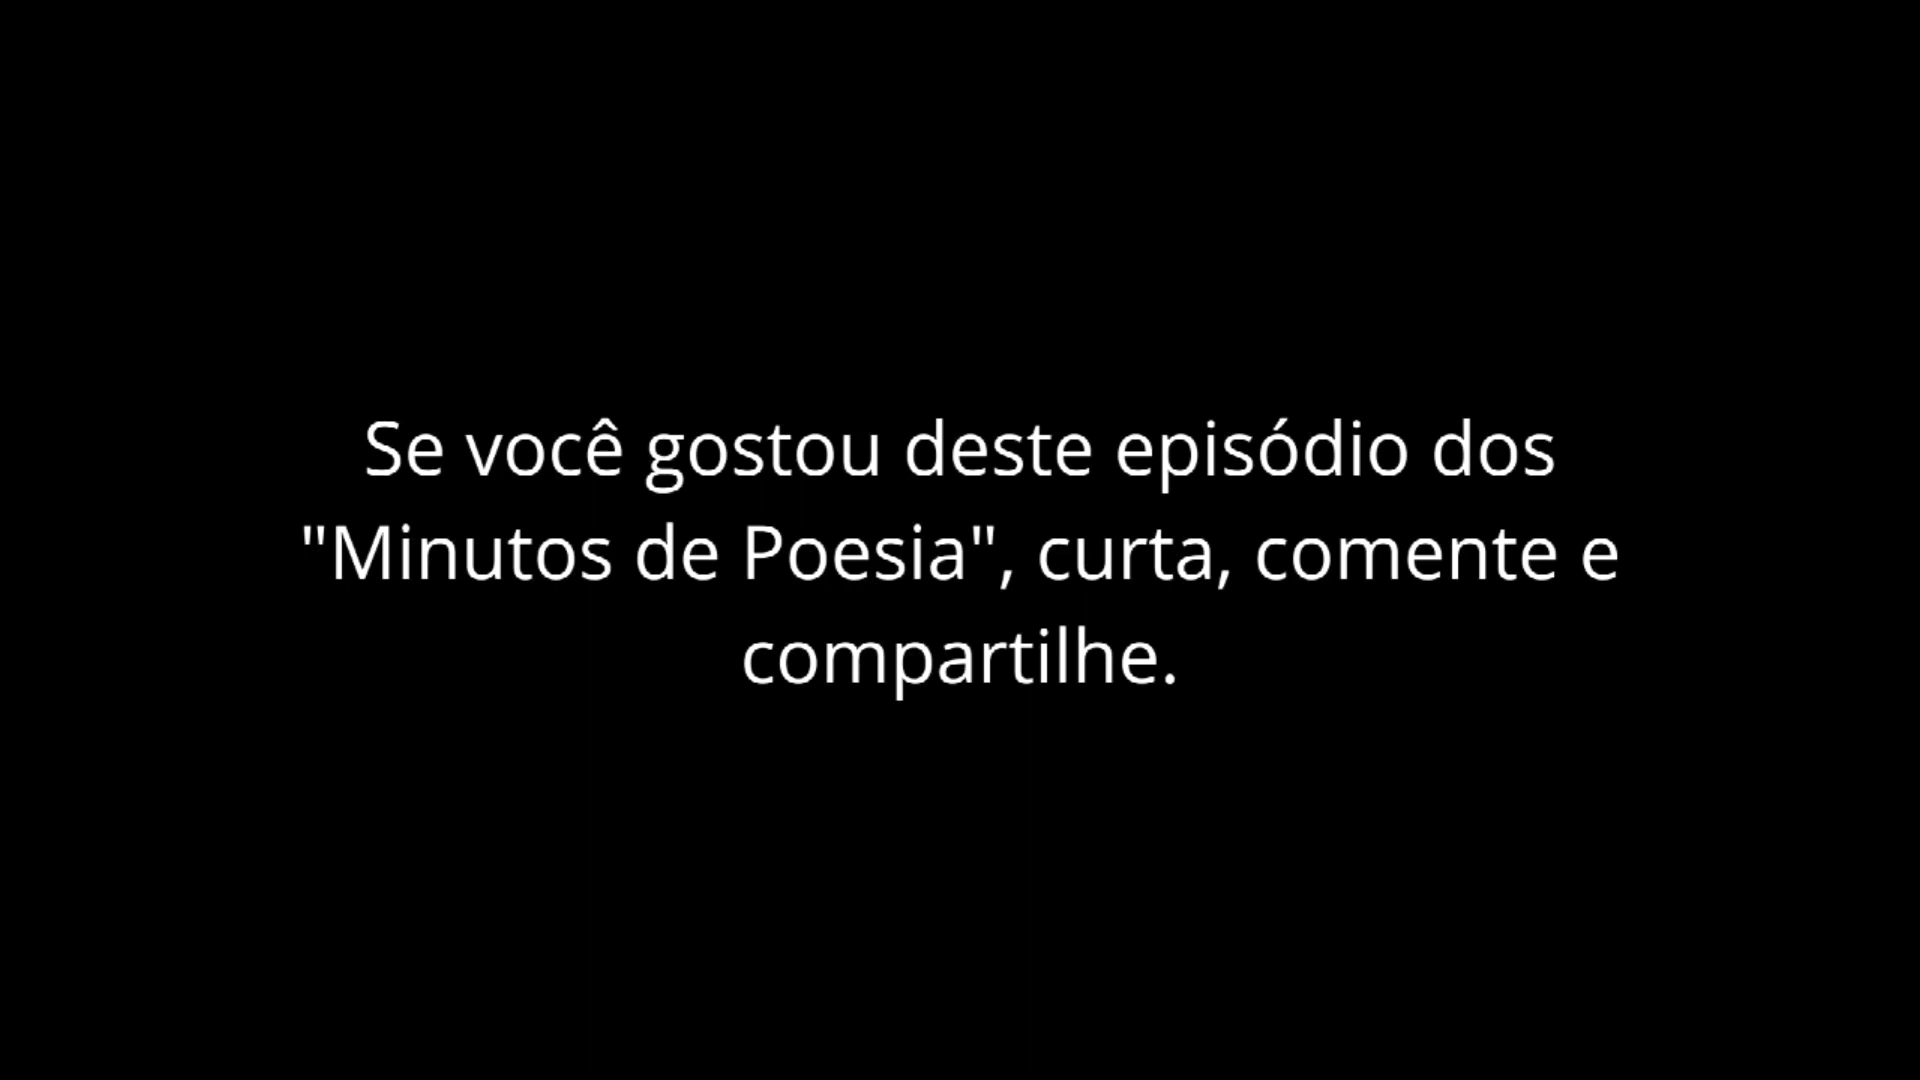 Se você gostou deste episódio dos
"Minutos de Poesia", curta, comente e
compartilhe.